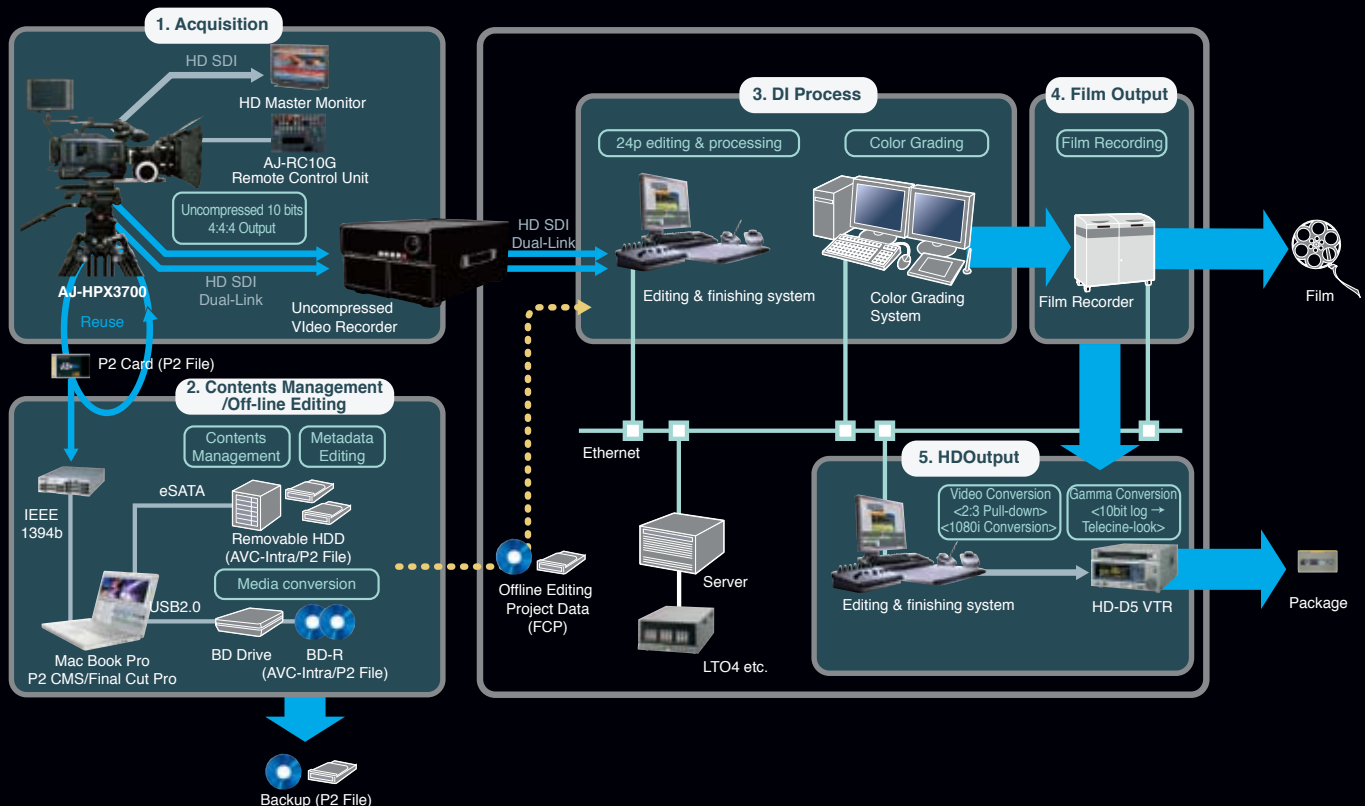 1. Acquisition
HD SDI
HD Master Monitor
AJ-RC10G
Remote Control Unit
Uncompressed 10 bits
4:4:4 Output
HD SDI
Dual-Link
AJ-HPX3700
Reuse
Uncompressed
VIdeo Recorder
P2 Card (P2 File)
2. Contents Management
/Off-line Editing
Contents
Management
Metadata
Editing
eSATA
IEEE
1394b
Removable HDD
(AVC-Intra/P2 File)
Media conversion
USB2.0
BD Drive
BD-R
(AVC-Intra/P2 File)
Mac Book Pro
P2 CMS/Final Cut Pro
Backup (P2 File)
HD SDI
Dual-Link
3. DI Process
24p editing & processing
Color Grading
Editing & finishing system
Color Grading
System
4. Film Output
Film Recording
Film Recorder
Film
Ethernet
Offline Editing
Project Data
(FCP)
Server
LTO4 etc.
5. HDOutput
Video Conversion
<2:3 Pull-down>
<1080i Conversion>
Gamma Conversion
<10bit log →
Telecine-look>
Editing & finishing system
HD-D5 VTR
Package